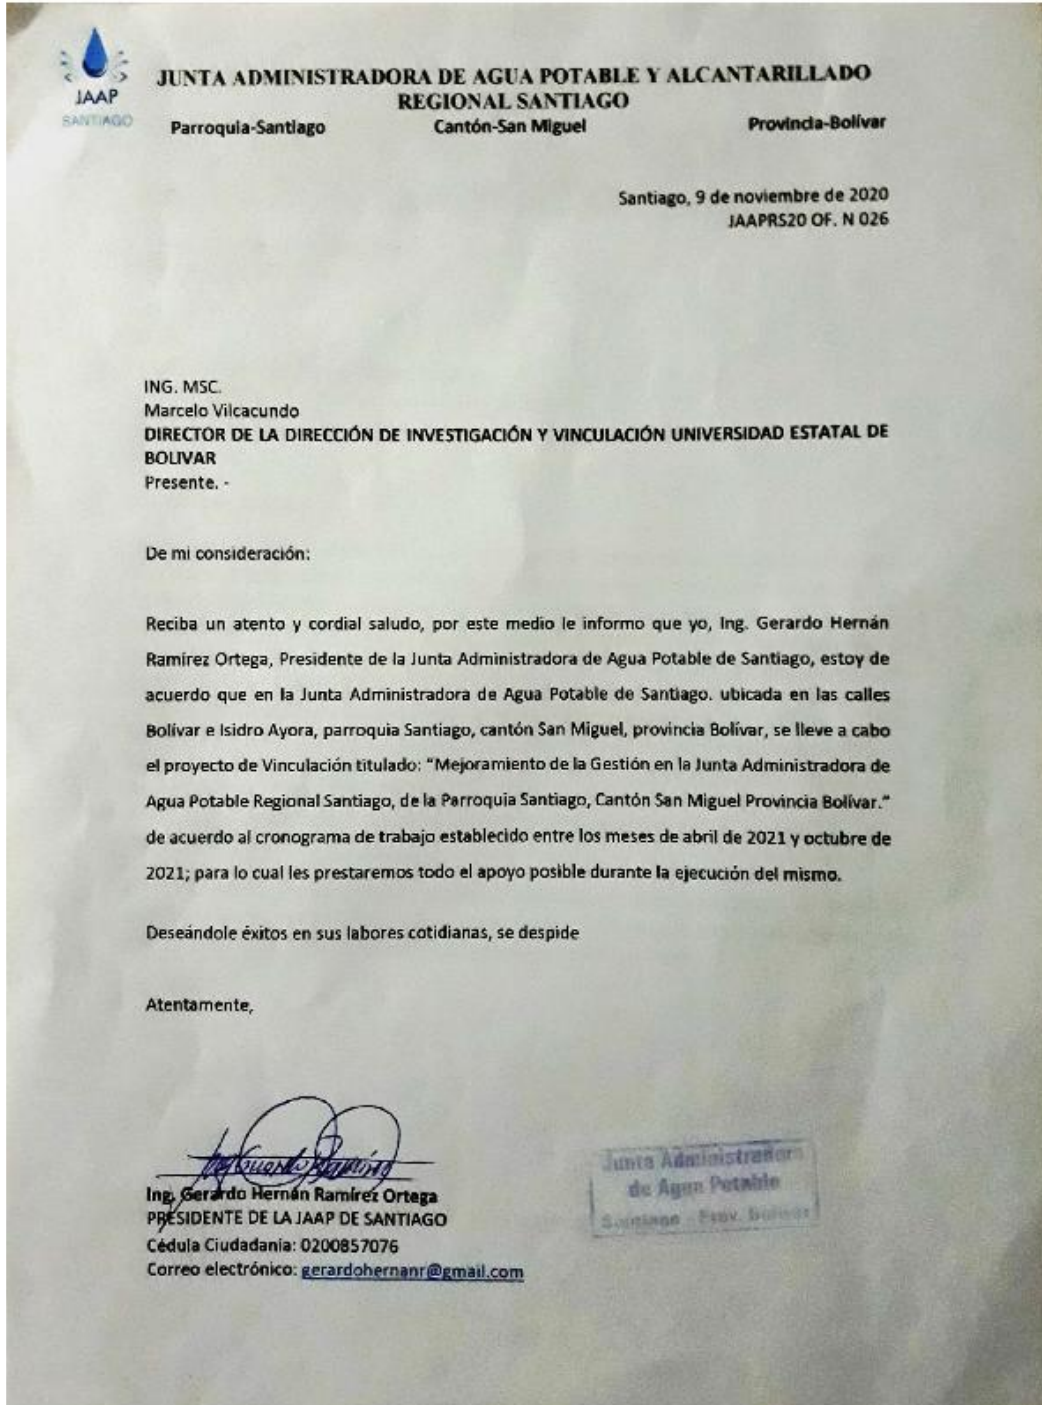 JAAP
SANTIAGO
JUNTA ADMINISTRADORA DE AGUA POTABLE Y ALCANTARILLADO
REGIONAL SANTIAGO
Parroquia-Santiago Cantón-San Miguel Provincia-Bolívar
Santiago, 9 de noviembre de 2020
JAAPRS20 OF. N 026
ING. MSC.
Marcelo Vilcacundo
DIRECTOR DE LA DIRECCIÓN DE INVESTIGACIÓN Y VINCULACIÓN UNIVERSIDAD ESTATAL DE
BOLIVAR
Presente. -
De mi consideración:
Reciba un atento y cordial saludo, por este medio le informo que yo, Ing. Gerardo Hernán
Ramírez Ortega, Presidente de la Junta Administradora de Agua Potable de Santiago, estoy de
acuerdo que en la Junta Administradora de Agua Potable de Santiago. ubicada en las calles
Bolívar e Isidro Ayora, parroquia Santiago, cantón San Miguel, provincia Bolívar, se lleve a cabo
el proyecto de Vinculación titulado: “Mejoramiento de la Gestión en la Junta Administradora de
Agua Potable Regional Santiago, de la Parroquia Santiago, Cantón San Miguel Provincia Bolívar.”
de acuerdo al cronograma de trabajo establecido entre los meses de abril de 2021 y octubre de
2021; para lo cual les prestaremos todo el apoyo posible durante la ejecución del mismo.
Deseándole éxitos en sus labores cotidianas, se despide
Atentamente,
Ing. Gerardo Hernán Ramírez Ortega
PRESIDENTE DE LA JAAP DE SANTIAGO
Cédula Ciudadanía: 0200857076
Correo electrónico: gerardohernanr@gmail.com
Junta Administradora
de Agua Potable
Santiago - Prov. Bolívar